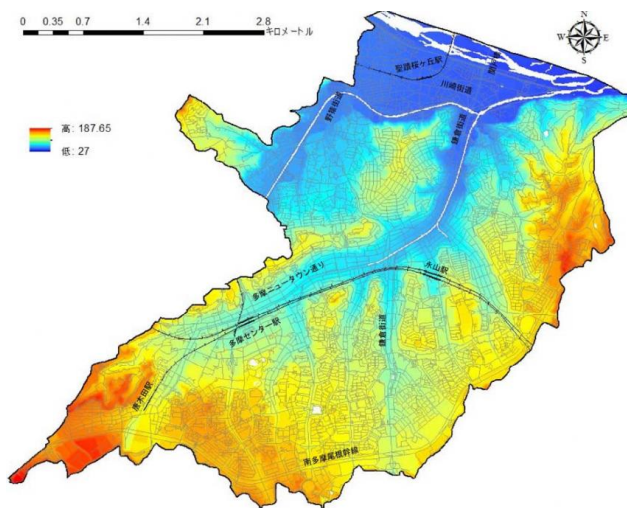 0 0.35 0.7 1.4 2.1 2.8
キロメートル
N
W E
S
高: 187.65
低: 27
聖蹟桜ヶ丘駅
川崎街道
野猿街道
鎌倉街道
多摩ニュータウン通り
永山駅
多摩センター駅
鎌倉街道
唐木田駅
南多摩尾根幹線